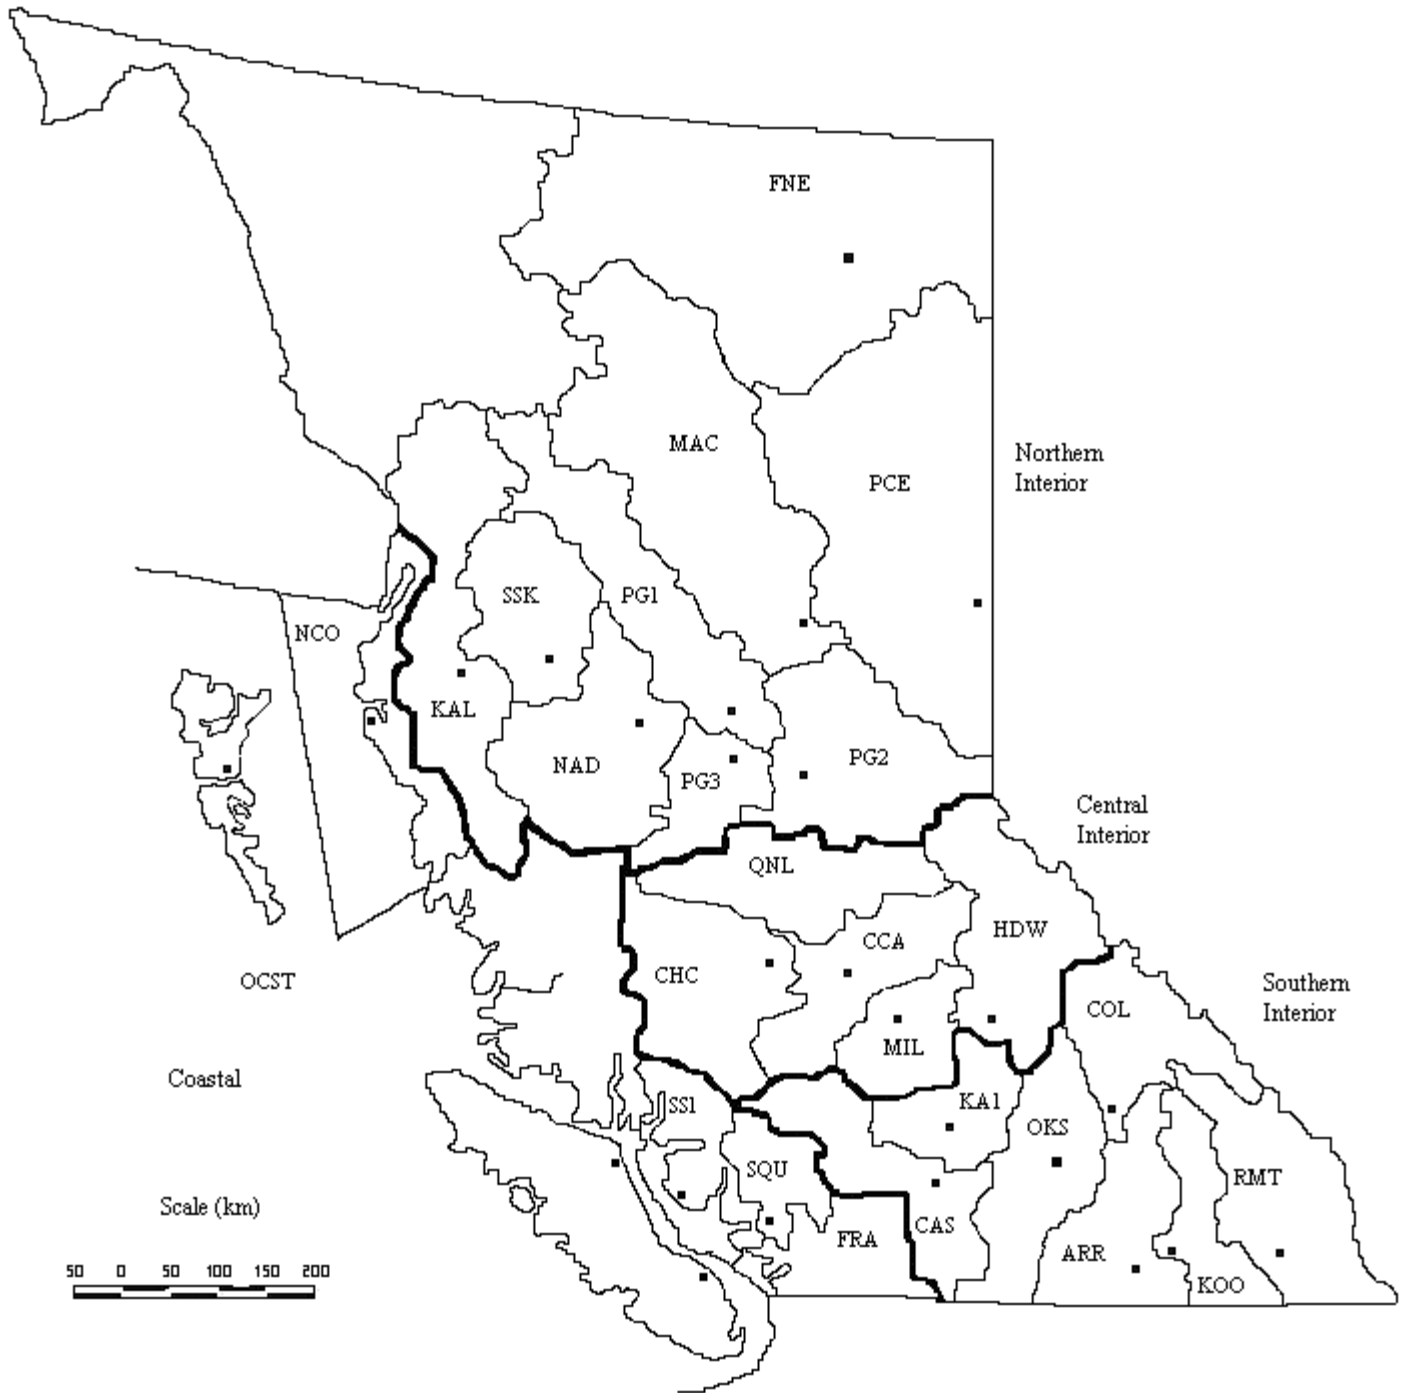 FNE
MAC
Northern
Interior
PCE
SSK
PG1
NCO
KAL
NAD
PG3
PG2
Central
Interior
QNL
HDW
CCA
CHC
OCST
COL
Southern
Interior
MIL
Coastal
SS1
KA1
OKS
SQU
RMT
Scale (km)
FRA
CAS
ARR
KOO
50 0 50 100 150 200